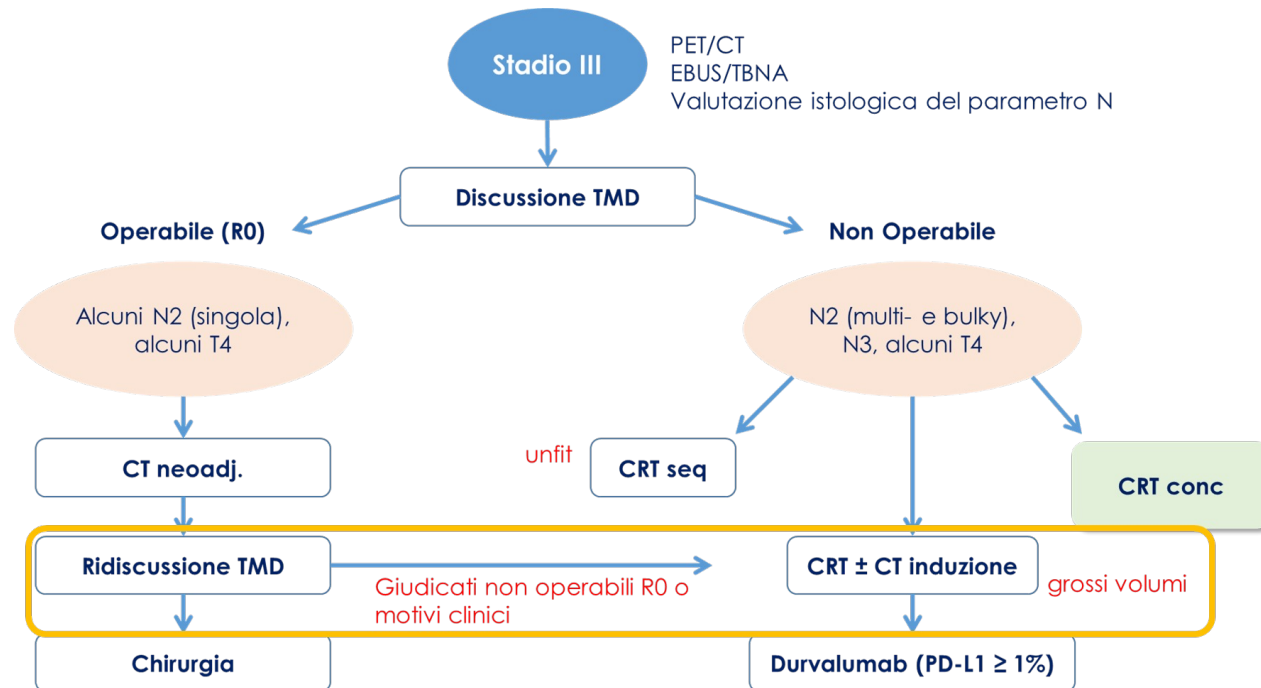 Stadio III
PET/CT
EBUS/TBNA
Valutazione istologica del parametro N
Discussione TMD
Operabile (R0)
Non Operabile
Alcuni N2 (singola),
alcuni T4
N2 (multi- e bulky),
N3, alcuni T4
CT neoadj.
unfit
CRT seq
CRT conc
Ridiscussione TMD
Giudicati non operabili R0 o
motivi clinici
CRT ± CT induzione
grossi volumi
Chirurgia
Durvalumab (PD-L1 ≥ 1%)